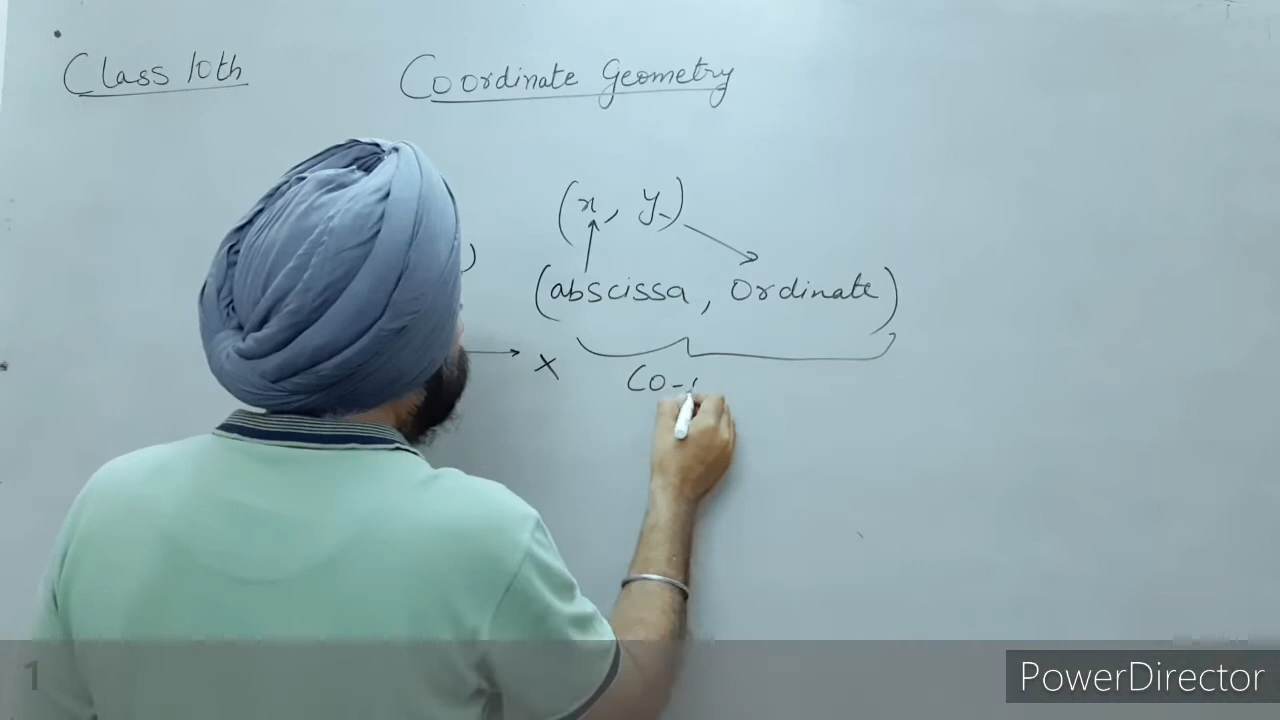 Class 10th
Coordinate Geometry
(x, y)
(abscissa, Ordinate)
X
Co-
1
PowerDirector